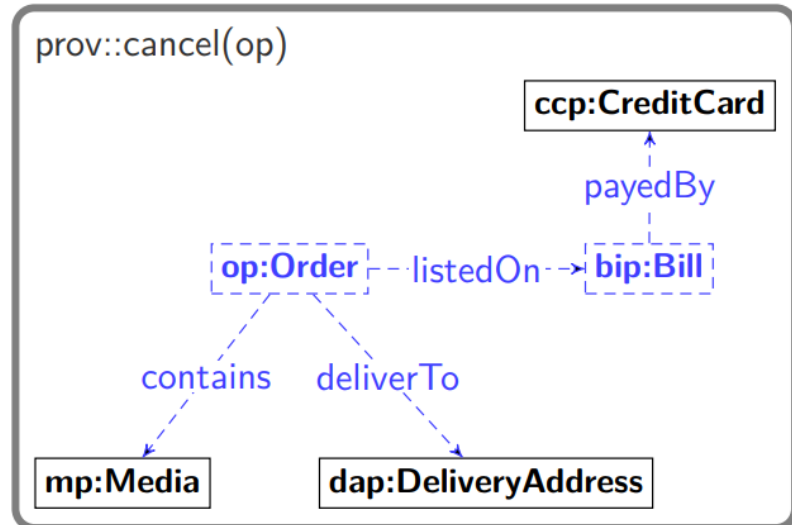 prov::cancel(op)
ccp:CreditCard
payedBy
op:Order
listedOn
bip:Bill
contains
deliverTo
mp:Media
dap:DeliveryAddress